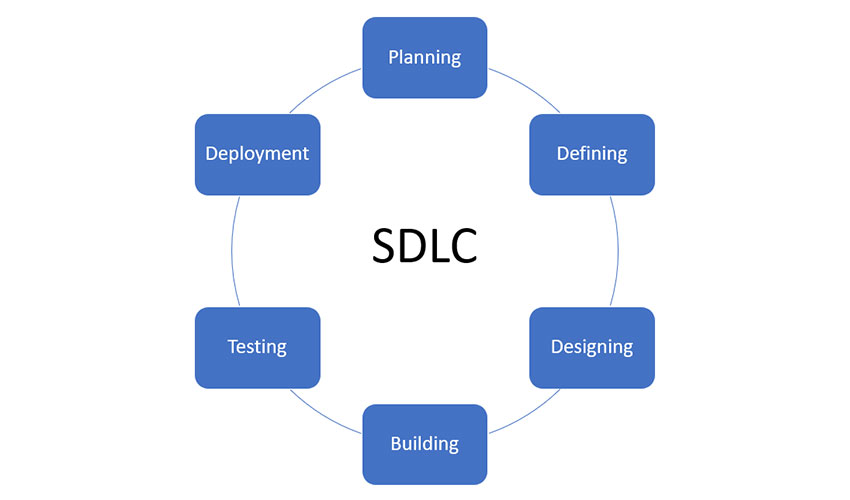 Planning
Defining
Designing
Building
Testing
Deployment
SDLC